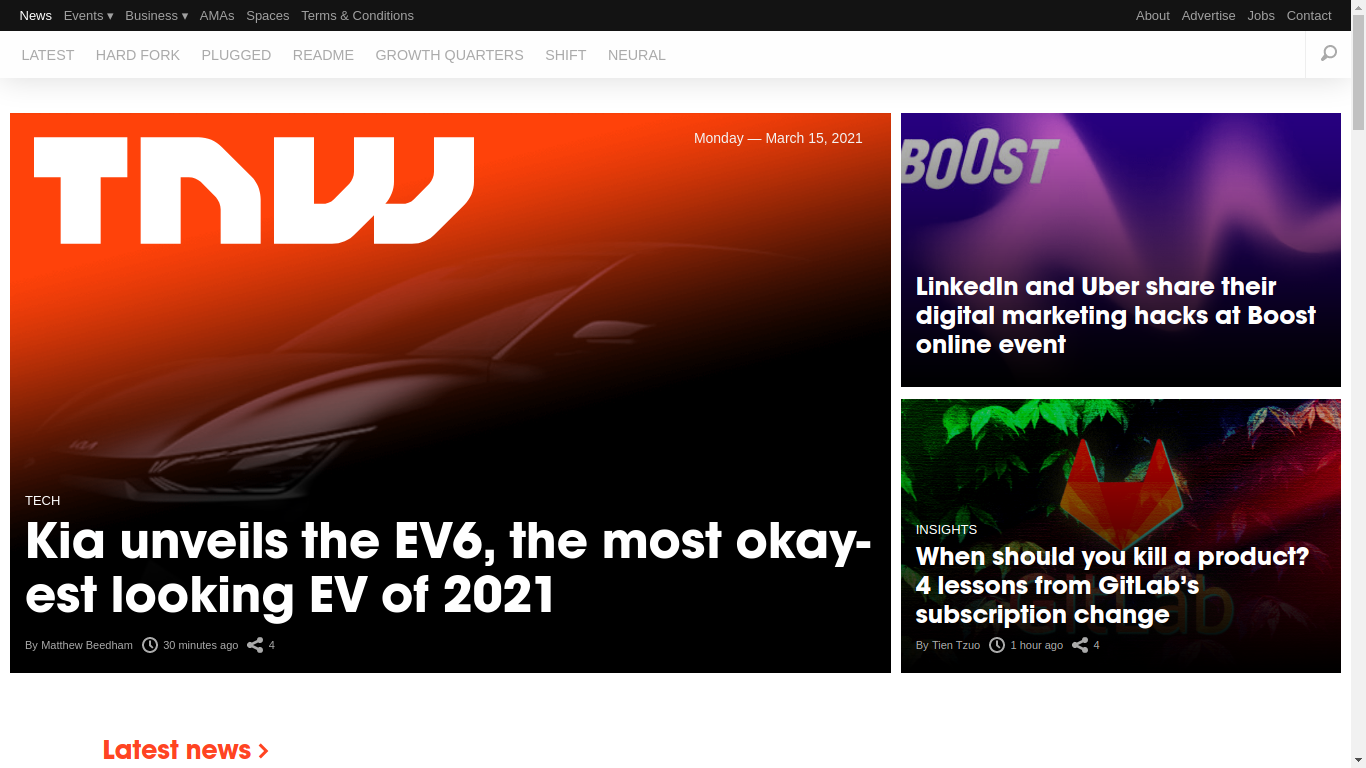 News Events ▾ Business ▾ AMAs Spaces Terms & Conditions About Advertise Jobs Contact
LATEST HARD FORK PLUGGED README GROWTH QUARTERS SHIFT NEURAL
TNW
Monday — March 15, 2021
TECH
Kia unveils the EV6, the most okay-
est looking EV of 2021
By Matthew Beedham 30 minutes ago 4
BOOST
LinkedIn and Uber share their
digital marketing hacks at Boost
online event
INSIGHTS
When should you kill a product?
4 lessons from GitLab’s
subscription change
GitLab
By Tien Tzuo 1 hour ago 4
Latest news >